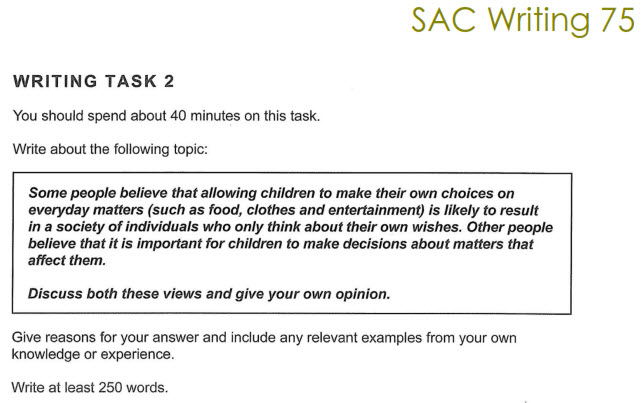 SAC Writing 75
WRITING TASK 2
You should spend about 40 minutes on this task.
Write about the following topic:
Some people believe that allowing children to make their own choices on
everyday matters (such as food, clothes and entertainment) is likely to result
in a society of individuals who only think about their own wishes. Other people
believe that it is important for children to make decisions about matters that
affect them.
Discuss both these views and give your own opinion.
Give reasons for your answer and include any relevant examples from your own
knowledge or experience.
Write at least 250 words.